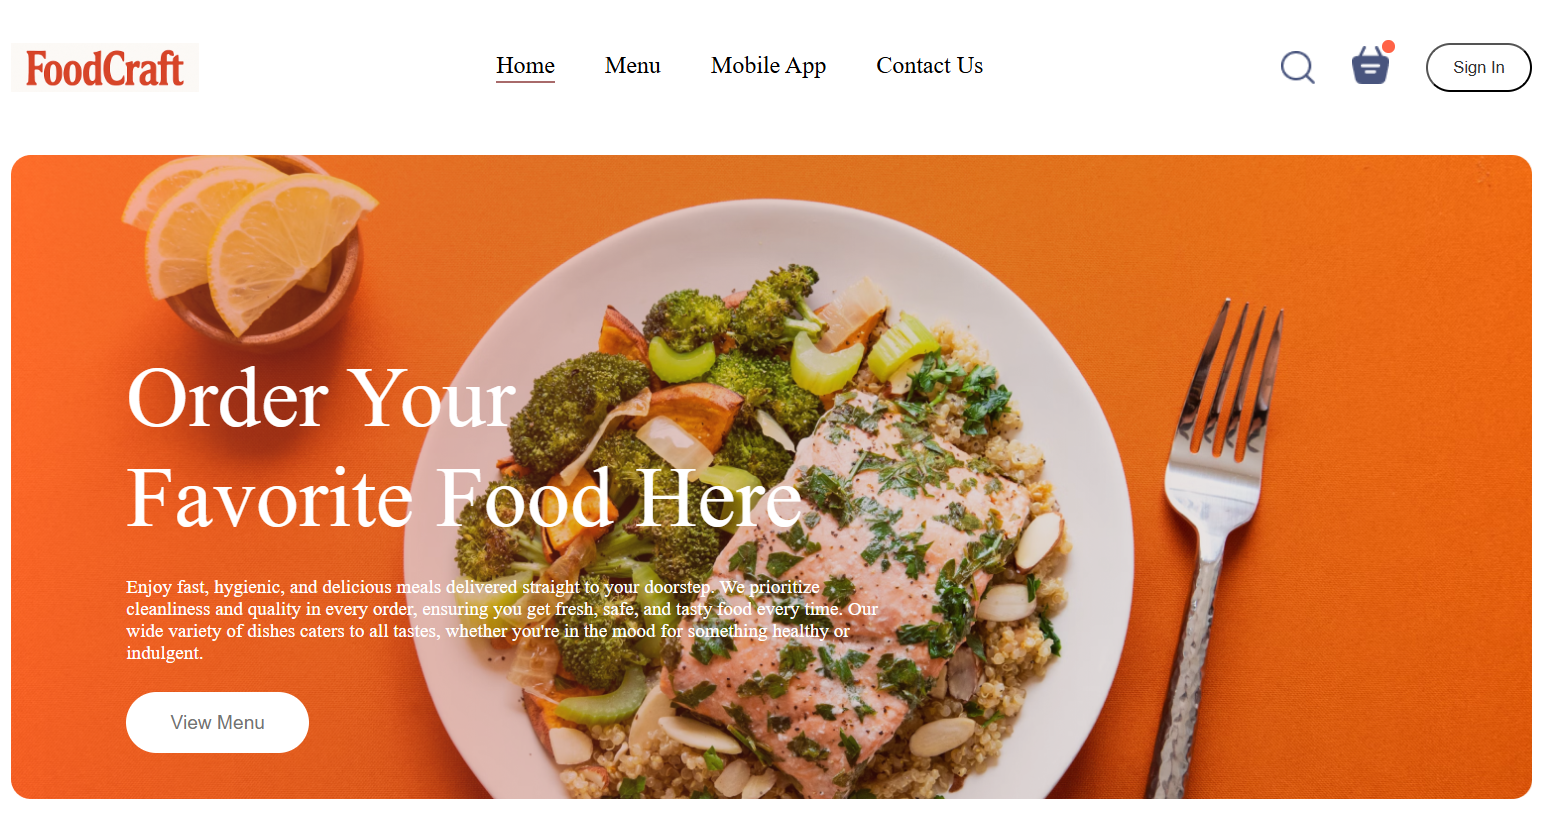 FoodCraft
Home
Menu
Mobile App
Contact Us
Sign In
Order Your
Favorite Food Here
Enjoy fast, hygienic, and delicious meals delivered straight to your doorstep. We prioritize
cleanliness and quality in every order, ensuring you get fresh, safe, and tasty food every time. Our
wide variety of dishes caters to all tastes, whether you're in the mood for something healthy or
indulgent.
View Menu